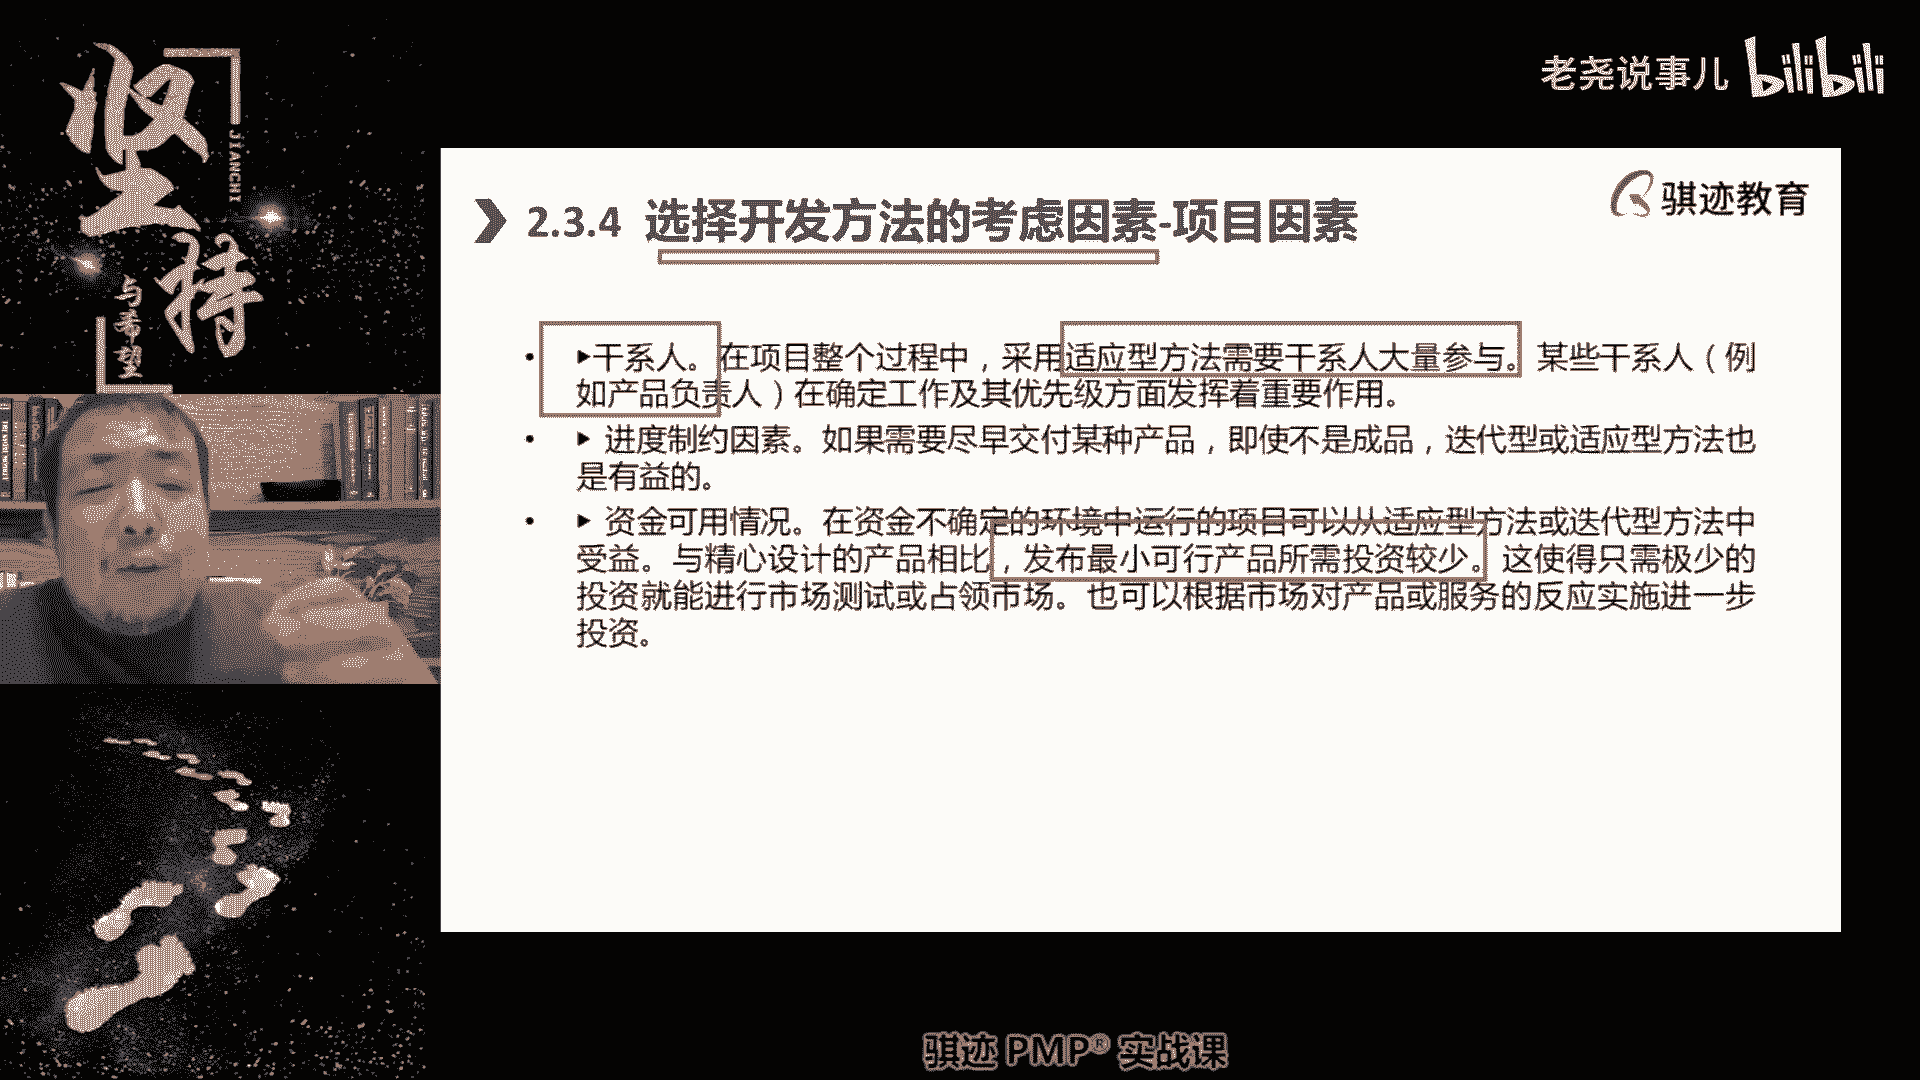 老尧说事儿 bilibili
坚持
JIANCHI
与希望
骐迹教育
2.3.4 选择开发方法的考虑因素-项目因素
• ▶干系人。在项目整个过程中，采用适应型方法需要干系人大量参与。某些干系人（例
如产品负责人）在确定工作及其优先级方面发挥着重要作用。
• ▶ 进度制约因素。如果需要尽早交付某种产品，即使不是成品，迭代型或适应型方法也
是有益的。
• ▶ 资金可用情况。在资金不确定的环境中运行的项目可以从适应型方法或迭代型方法中
受益。与精心设计的产品相比，发布最小可行产品所需投资较少。这使得只需极少的
投资就能进行市场测试或占领市场。也可以根据市场对产品或服务的反应实施进一步
投资。
骐迹 PMP® 实战课